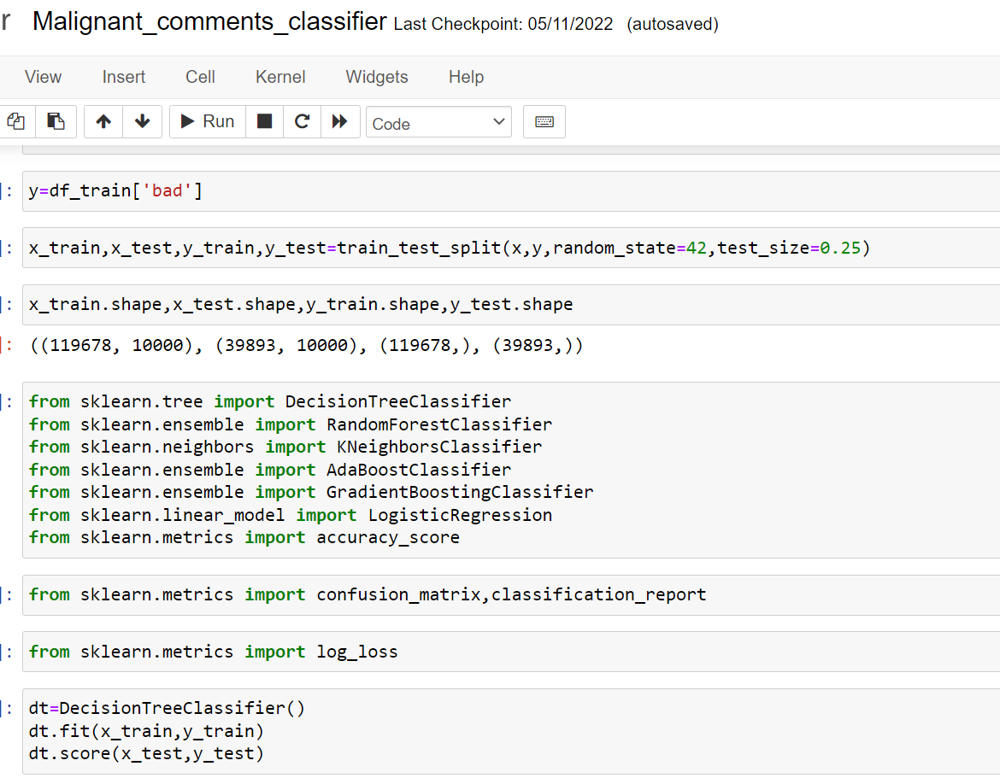 r Malignant_comments_classifier Last Checkpoint: 05/11/2022 (autosaved)
View Insert Cell Kernel Widgets Help
Run Code
]: y=df_train['bad']
]: x_train,x_test,y_train,y_test=train_test_split(x,y,random_state=42,test_size=0.25)
]: x_train.shape,x_test.shape,y_train.shape,y_test.shape
]: ((119678, 10000), (39893, 10000), (119678,), (39893,))
]: from sklearn.tree import DecisionTreeClassifier
from sklearn.ensemble import RandomForestClassifier
from sklearn.neighbors import KNeighborsClassifier
from sklearn.ensemble import AdaBoostClassifier
from sklearn.ensemble import GradientBoostingClassifier
from sklearn.linear_model import LogisticRegression
from sklearn.metrics import accuracy_score
]: from sklearn.metrics import confusion_matrix,classification_report
]: from sklearn.metrics import log_loss
]: dt=DecisionTreeClassifier()
dt.fit(x_train,y_train)
dt.score(x_test,y_test)